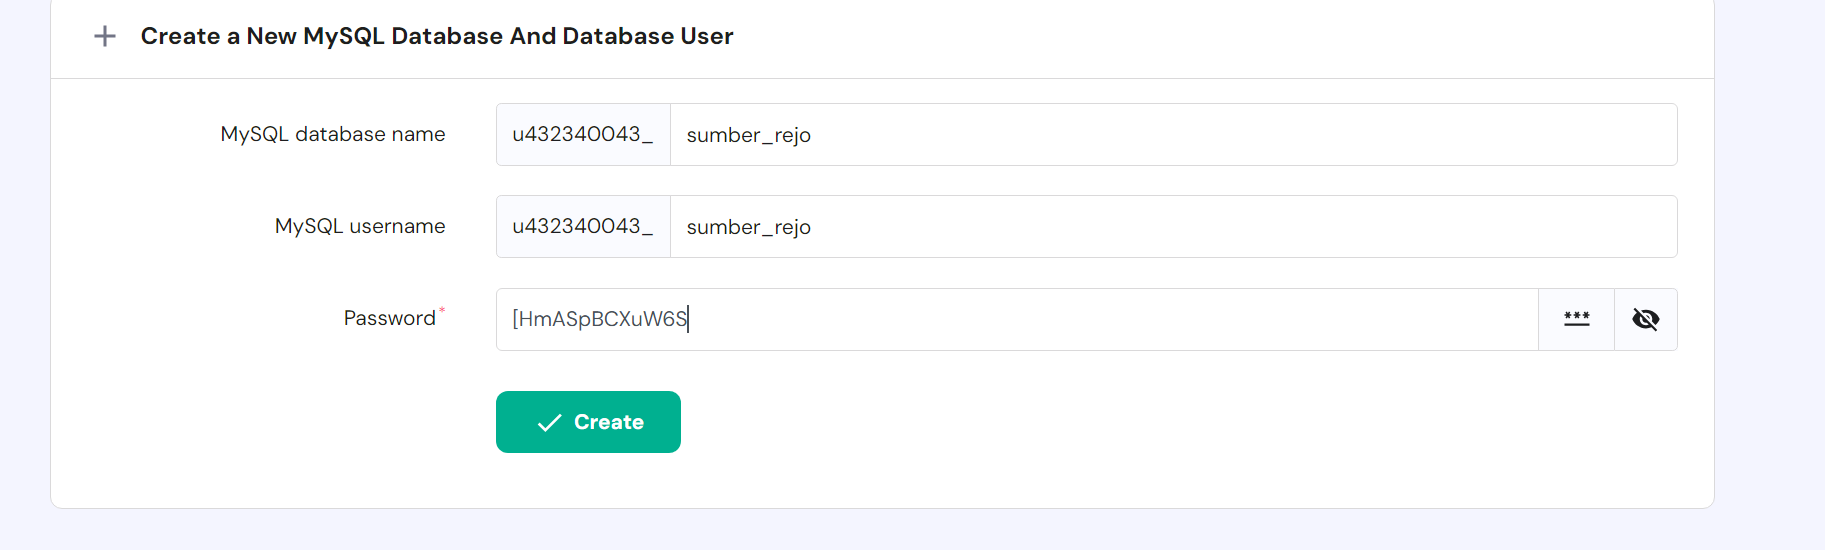 Create a New MySQL Database And Database User
MySQL database name u432340043_ sumber_rejo
MySQL username u432340043_ sumber_rejo
Password* [HmASpBCXuW6S
Create